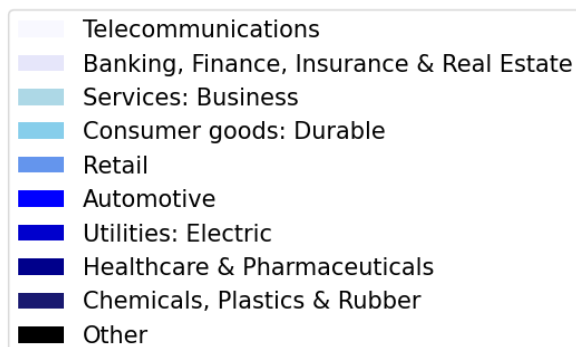 Telecommunications
Banking, Finance, Insurance & Real Estate
Services: Business
Consumer goods: Durable
Retail
Automotive
Utilities: Electric
Healthcare & Pharmaceuticals
Chemicals, Plastics & Rubber
Other